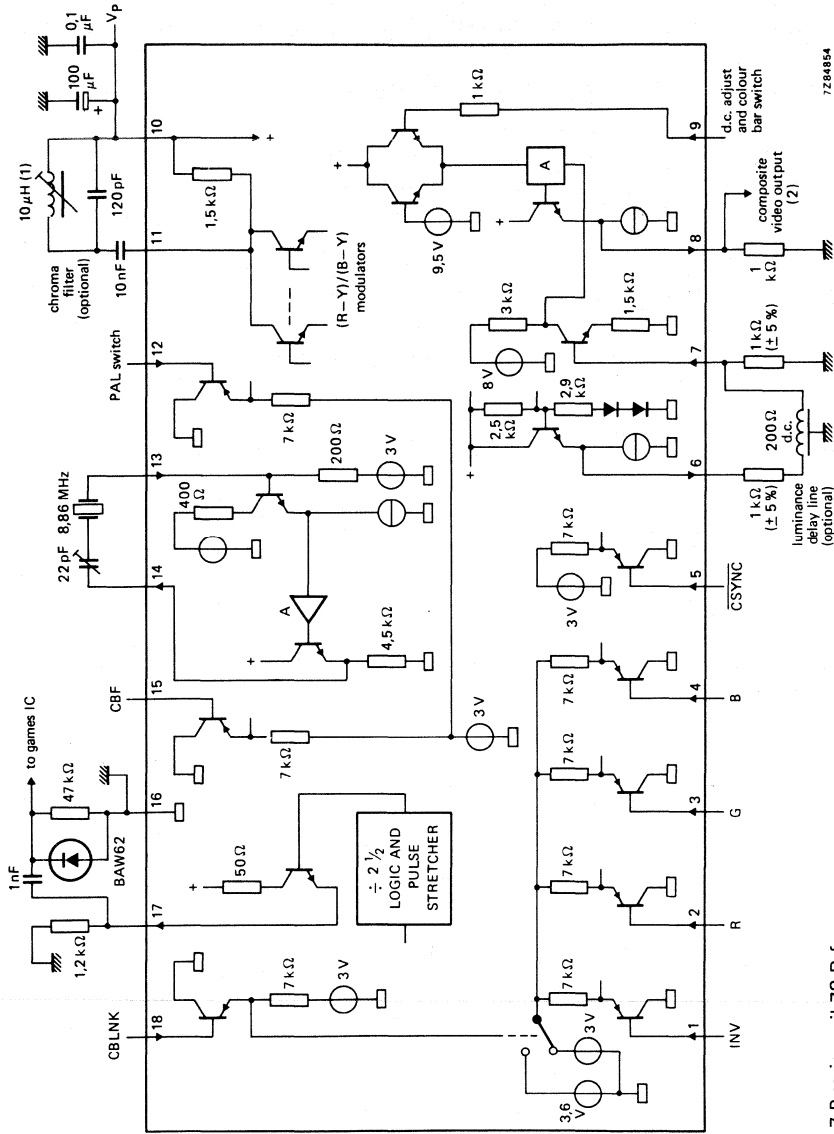 1,2 kΩ
1nF
BAW62
47 kΩ
to games IC
22 pF
8,86 MHz
chroma
filter
(optional)
10 μH (1)
120 pF
10 nF
100
μF
+
0,1
μF
Vp
CBLNK
18
17
16
CBF
15
14
13
PAL switch
12
11
10
7 kΩ
3 V
+
50 Ω
÷ 2 ½
LOGIC AND
PULSE
STRETCHER
7 kΩ
3 V
+
A
4,5 kΩ
400
Ω
200 Ω
3 V
7 kΩ
(R–Y)/(B–Y)
modulators
1,5 kΩ
+
3,6
V
3 V
7 kΩ
7 kΩ
7 kΩ
7 kΩ
3 V
7 kΩ
+
2,5
kΩ
2,9
kΩ
8 V
3 kΩ
1,5 kΩ
9,5 V
+
+
A
1 kΩ
1
INV
2
R
3
G
4
B
5
CSYNC
6
7
8
9
1 kΩ
(± 5 %)
luminance
delay line
(optional)
200 Ω
d.c.
1 kΩ
(± 5 %)
1
kΩ
composite
video output
(2)
d.c. adjust
and colour
bar switch
7Z84854